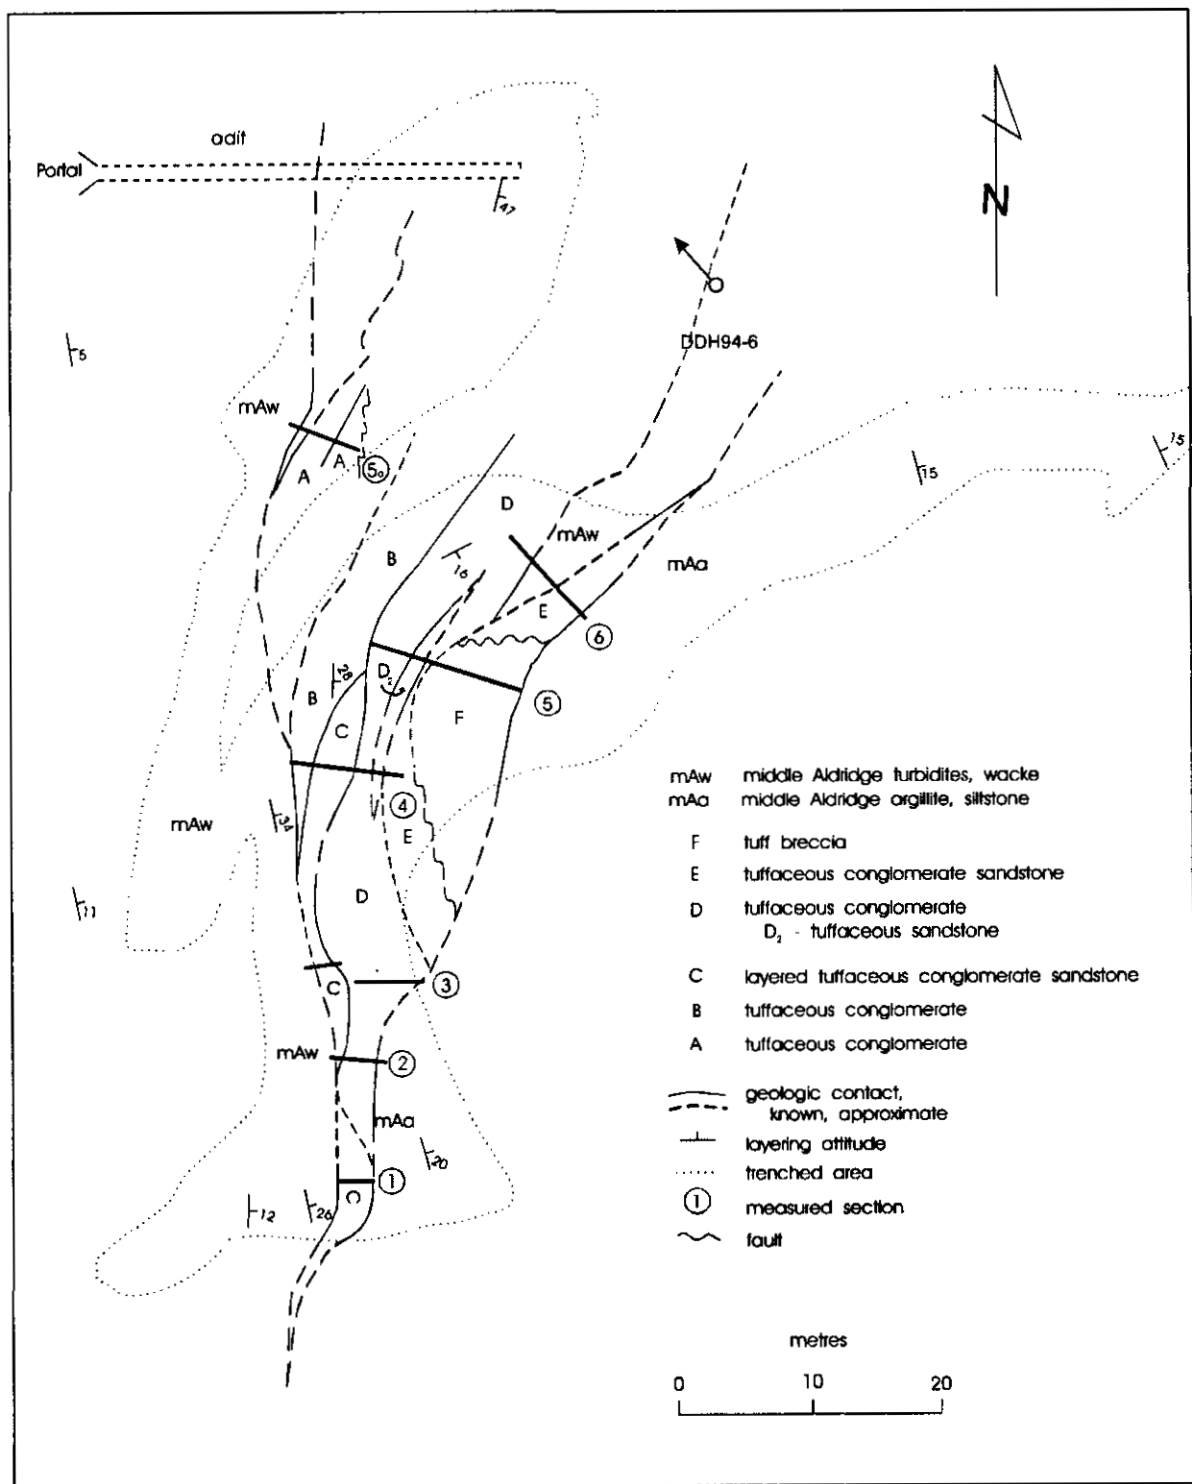 adit
Portal
47
N
DDH94-6
5
mAw
A
A
5a
15
15
D
mAw
B
16
mAa
E
6
D2
28
B
5
F
C
4
34
mAw
E
11
D
C
3
mAw
2
mAa
20
1
C
12
26
mAw middle Aldridge turbidites, wacke
mAa middle Aldridge argillite, siltstone
F tuff breccia
E tuffaceous conglomerate sandstone
D tuffaceous conglomerate
D2 - tuffaceous sandstone
C layered tuffaceous conglomerate sandstone
B tuffaceous conglomerate
A tuffaceous conglomerate
geologic contact,
known, approximate
layering attitude
trenched area
1 measured section
fault
metres
0 10 20